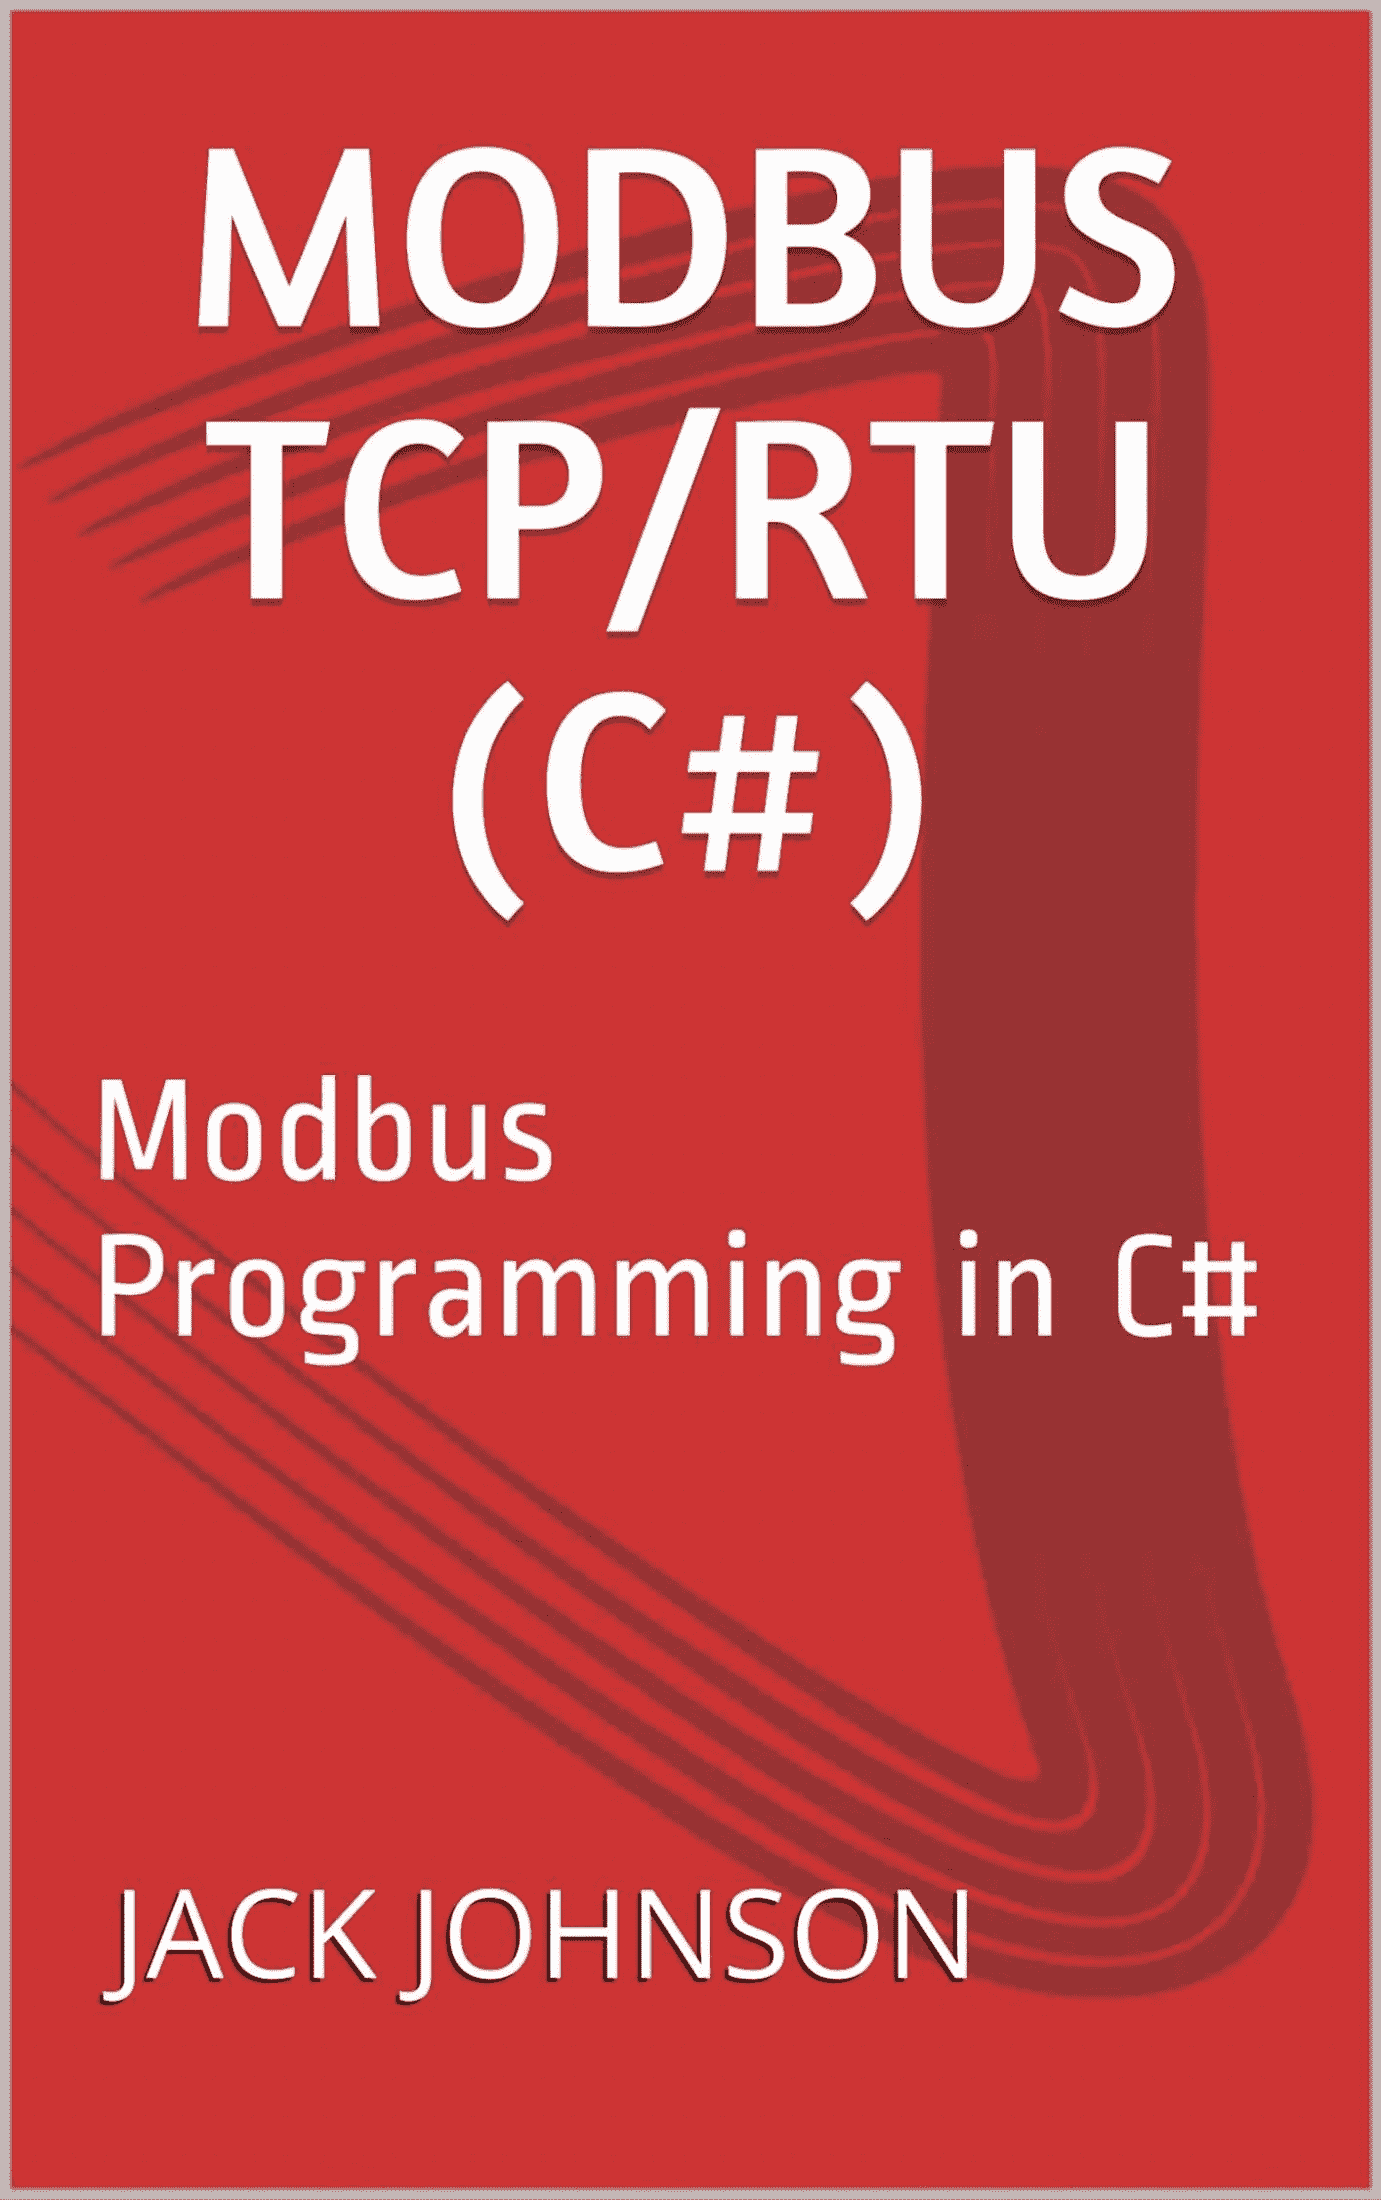 MODBUS
TCP/RTU
(C#)
Modbus
Programming in C#
JACK JOHNSON